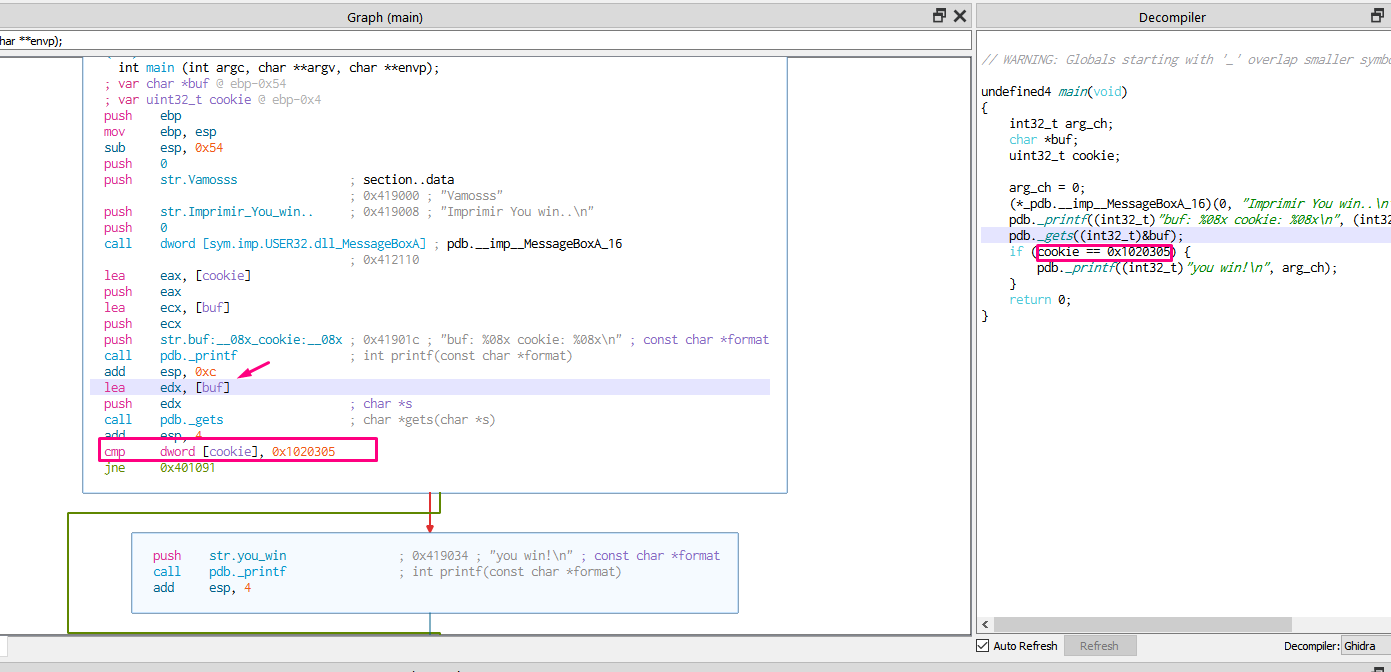 Graph (main)
har **envp);
int main (int argc, char **argv, char **envp);
; var char *buf @ ebp-0x54
; var uint32_t cookie @ ebp-0x4
push ebp
mov ebp, esp
sub esp, 0x54
push 0
push str.Vamosss ; section..data
; 0x419000 ; "Vamosss"
push str.Imprimir_You_win.. ; 0x419008 ; "Imprimir You win..\n"
push 0
call dword [sym.imp.USER32.dll_MessageBoxA] ; pdb.__imp__MessageBoxA_16
; 0x412110
lea eax, [cookie]
push eax
lea ecx, [buf]
push ecx
push str.buf:__08x_cookie:__08x ; 0x41901c ; "buf: %08x cookie: %08x\n" ; const char *format
call pdb._printf ; int printf(const char *format)
add esp, 0xc
lea edx, [buf]
push edx ; char *s
call pdb._gets ; char *gets(char *s)
add esp, 4
cmp dword [cookie], 0x1020305
jne 0x401091
push str.you_win ; 0x419034 ; "you win!\n" ; const char *format
call pdb._printf ; int printf(const char *format)
add esp, 4
Decompiler
// WARNING: Globals starting with '_' overlap smaller symbo
undefined4 main(void)
{
int32_t arg_ch;
char *buf;
uint32_t cookie;
arg_ch = 0;
(*_pdb.__imp__MessageBoxA_16)(0, "Imprimir You win..\n
pdb._printf((int32_t)"buf: %08x cookie: %08x\n", (int32
pdb._gets((int32_t)&buf);
if (cookie == 0x1020305) {
pdb._printf((int32_t)"you win!\n", arg_ch);
}
return 0;
}
Auto Refresh
Refresh
Decompiler: Ghidra